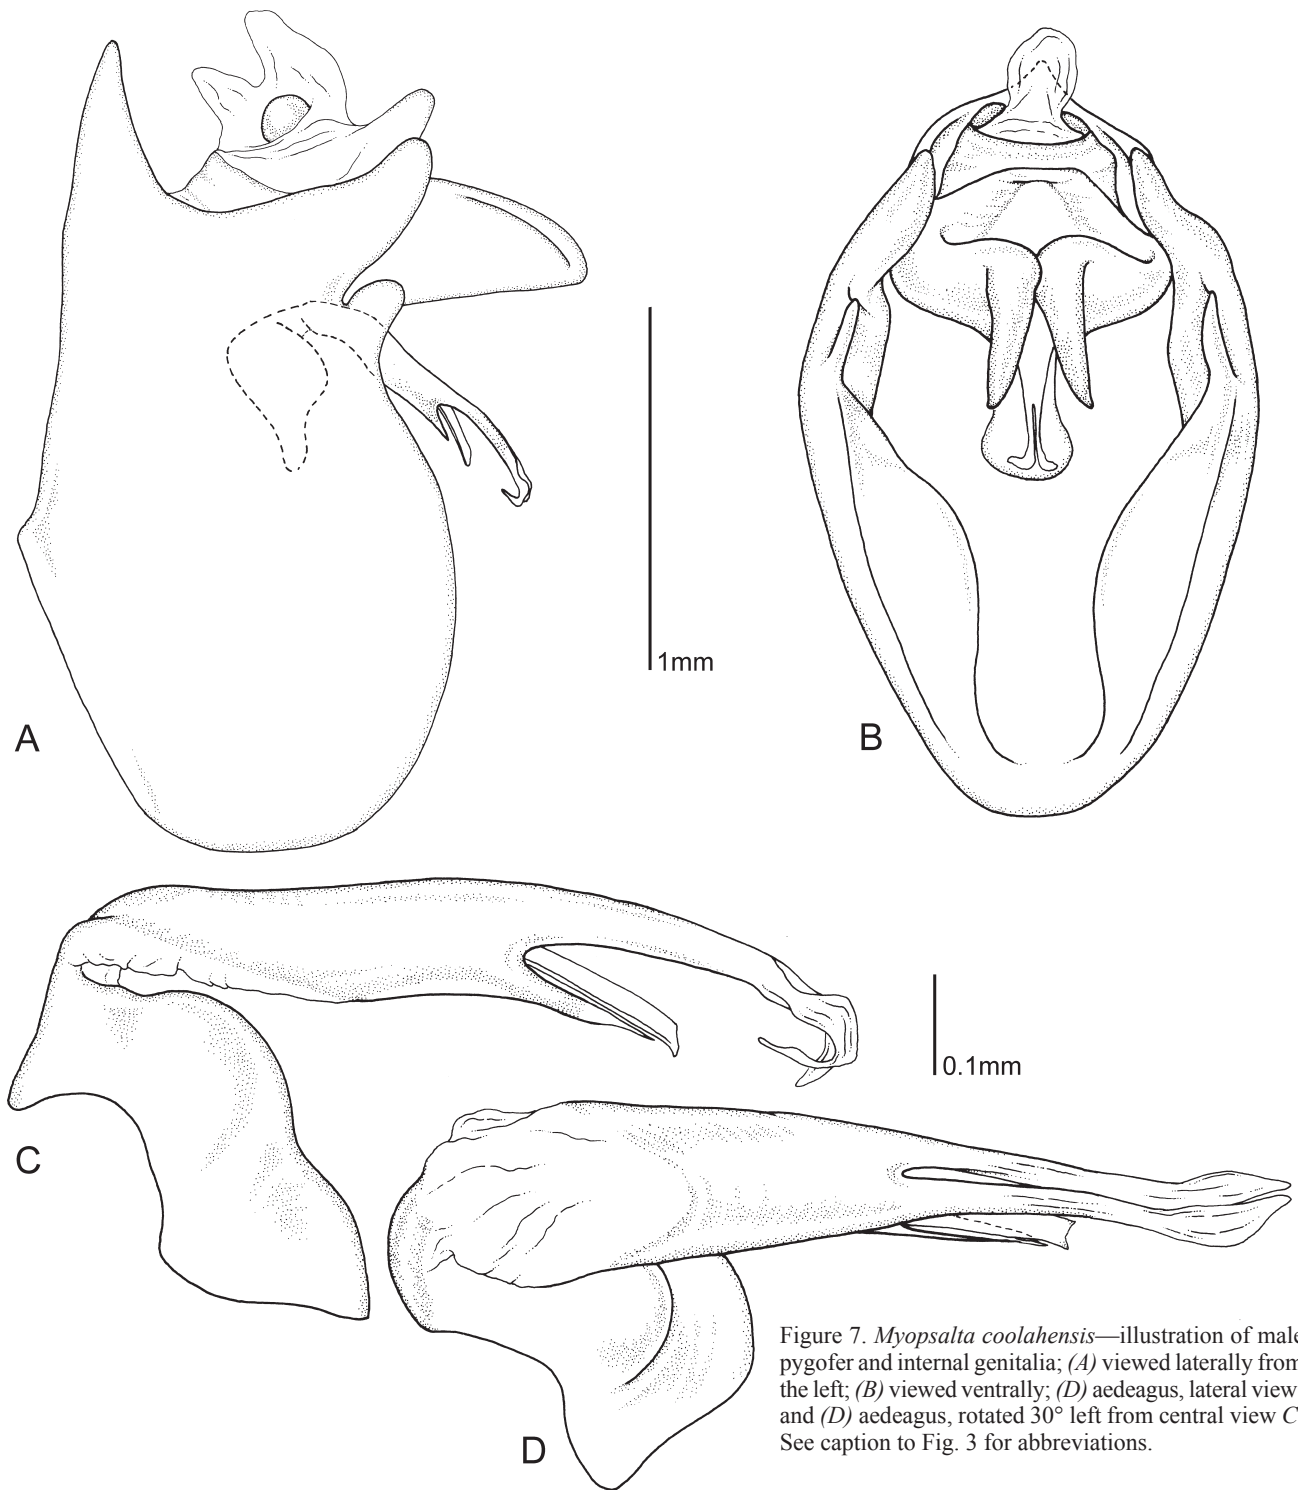 A
1mm
B
C
0.1mm
D
Figure 7. Myopsalta coolahensis—illustration of male
pygofer and internal genitalia; (A) viewed laterally from
the left; (B) viewed ventrally; (D) aedeagus, lateral view
and (D) aedeagus, rotated 30° left from central view C
See caption to Fig. 3 for abbreviations.